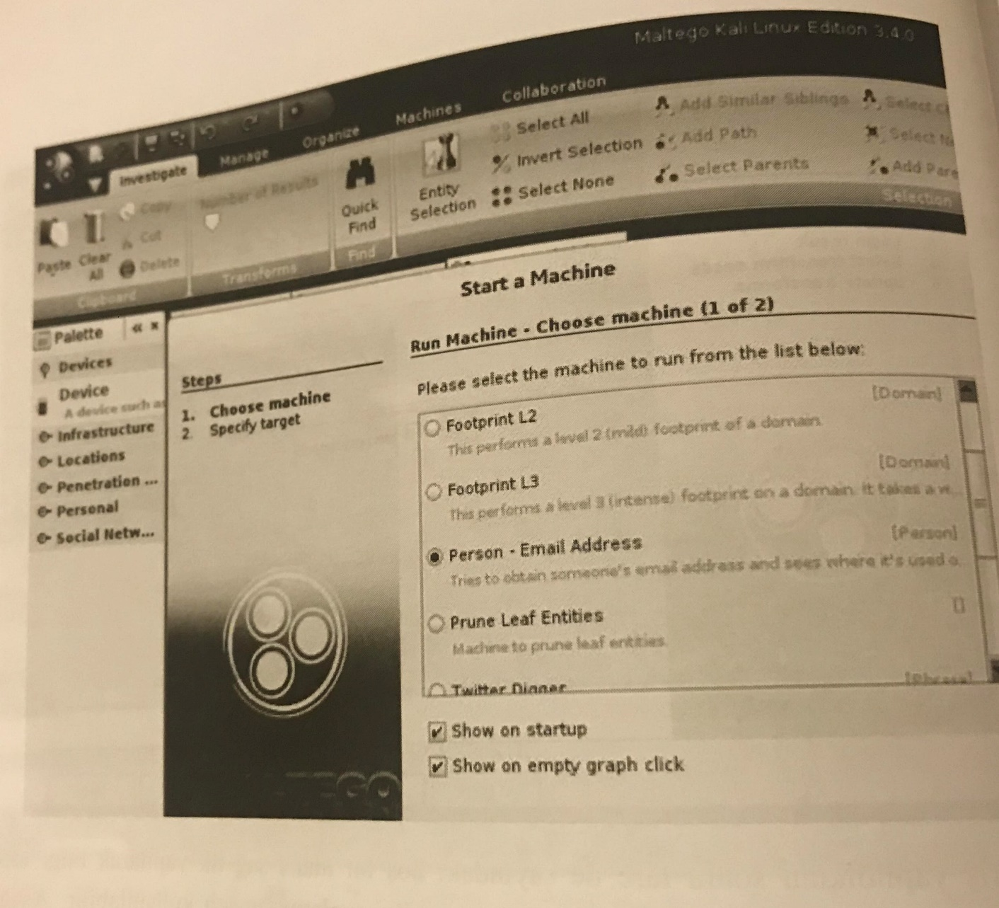 Maltego Kali Linux Edition 3.4.0
Investigate
Manage
Organize
Machines
Collaboration
Paste
Clear
All
Copy
Cut
Delete
Clipboard
Number of Results
Transforms
Quick
Find
Find
Entity
Selection
Select All
Invert Selection
Select None
Add Similar Siblings
Add Path
Select Parents
Select
Select
Add Pare
Selection
Palette
Devices
Device
A device such as
Infrastructure
Locations
Penetration ...
Personal
Social Netw...
Steps
1. Choose machine
2. Specify target
Start a Machine
Run Machine - Choose machine (1 of 2)
Please select the machine to run from the list below:
Footprint L2 [Domain]
This performs a level 2 (mild) footprint of a domain.
Footprint L3 [Domain]
This performs a level 3 (intense) footprint on a domain. It takes a w...
Person - Email Address [Person]
Tries to obtain someone's email address and sees where it's used o...
Prune Leaf Entities []
Machine to prune leaf entities.
Twitter Digger [Phrase]
Show on startup
Show on empty graph click
GO